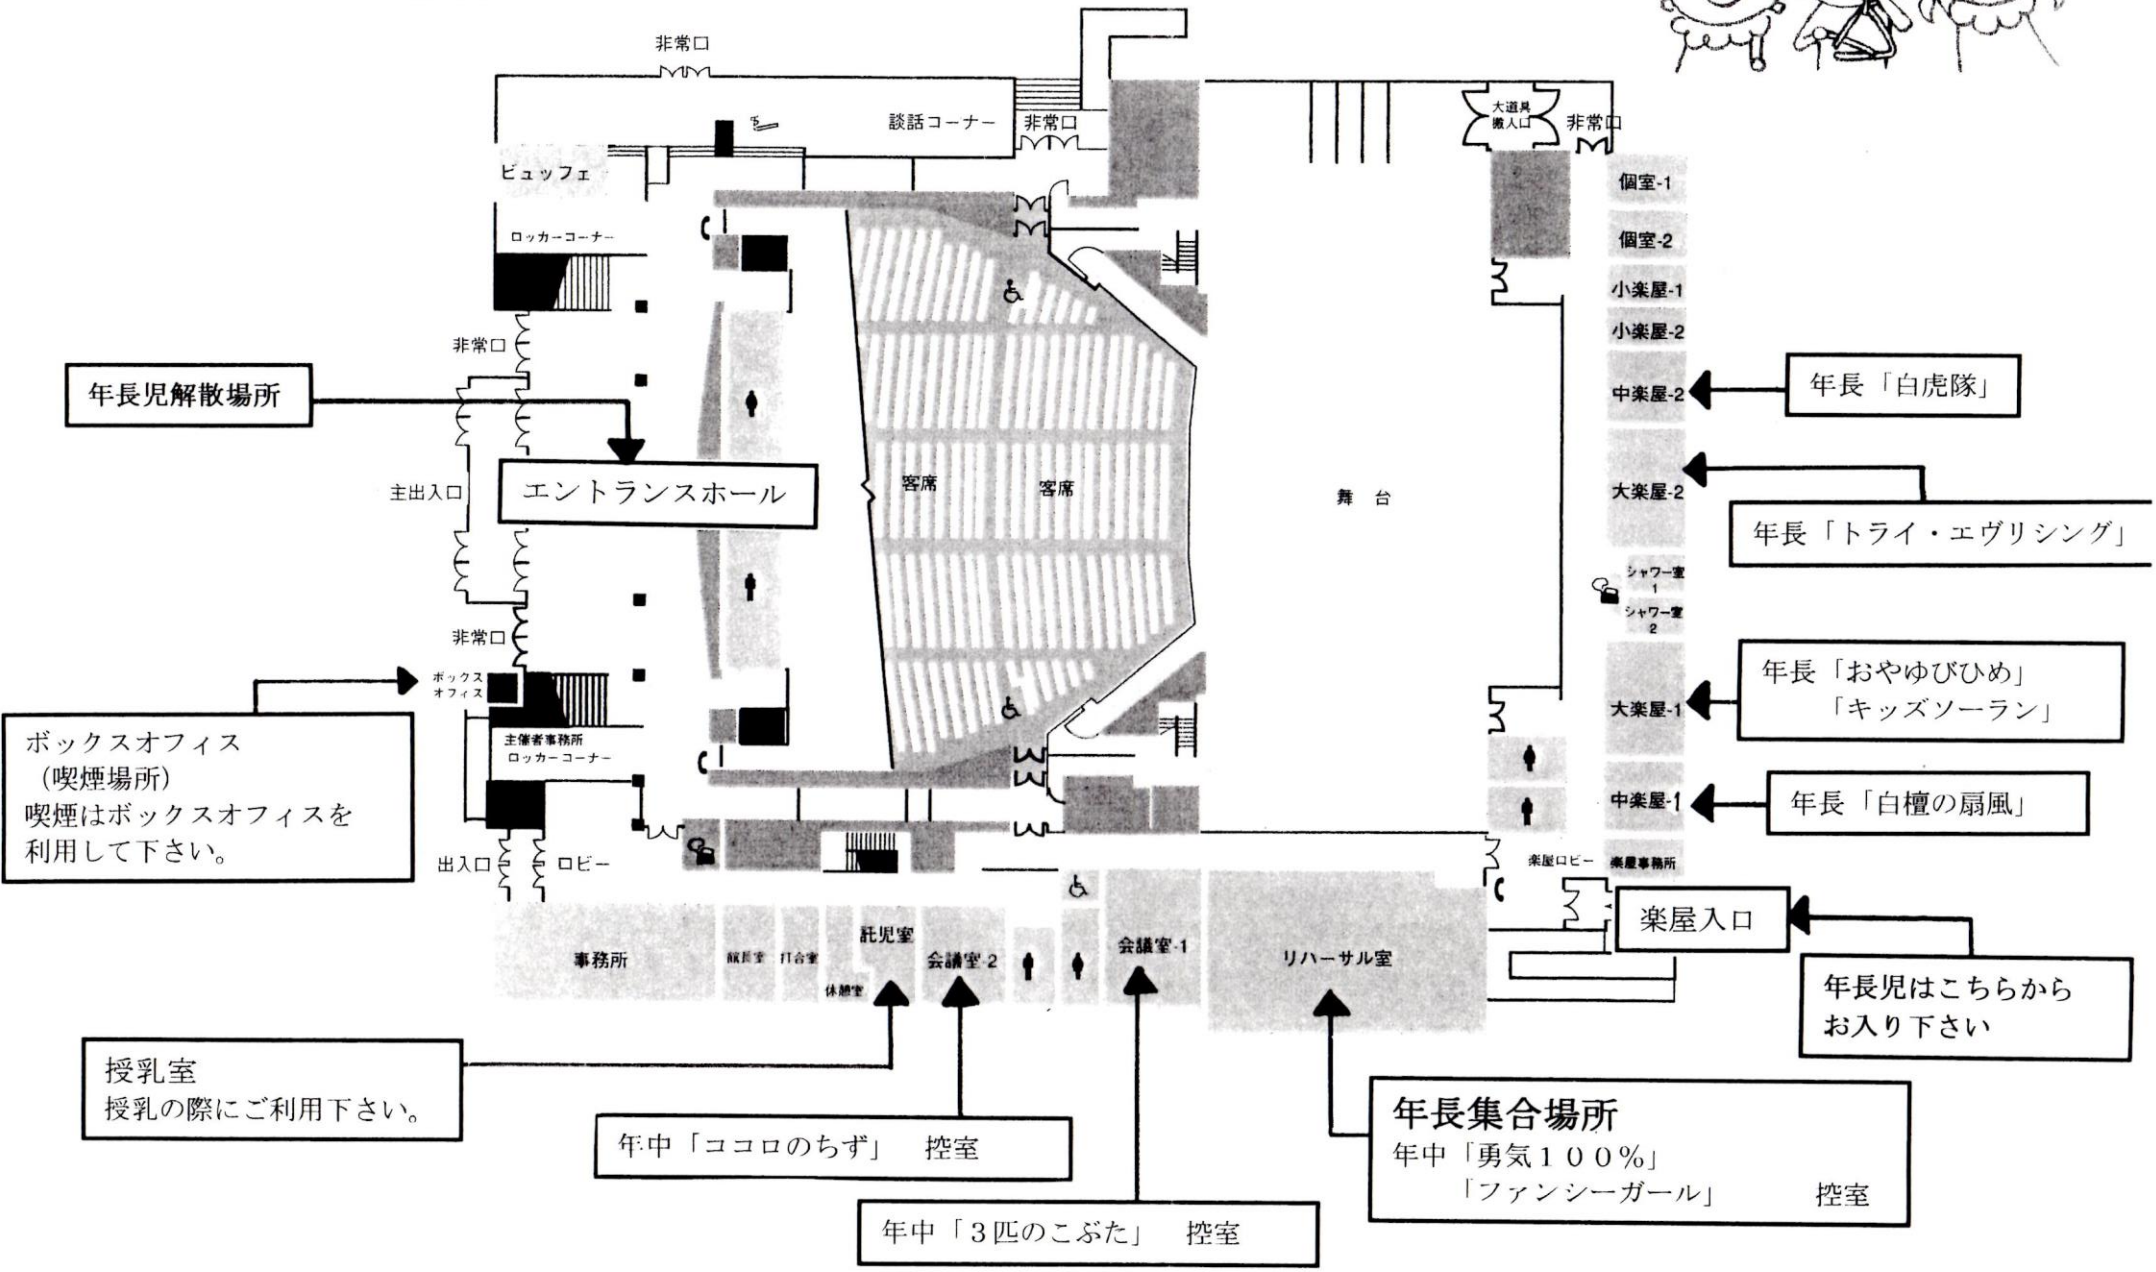 非常口
談話コーナー
非常口
大道具
搬入口
非常口
ビュッフェ
ロッカーコーナー
個室-1
個室-2
小楽屋-1
小楽屋-2
中楽屋-2
大楽屋-2
シャワー室
1
シャワー室
2
大楽屋-1
中楽屋-1
楽屋事務所
楽屋ロビー
非常口
年長児解散場所
エントランスホール
主出入口
客席
客席
舞台
年長「白虎隊」
年長「トライ・エヴリシング」
年長「おやゆびひめ」
「キッズソーラン」
年長「白檀の扇風」
非常口
ボックス
オフィス
ボックスオフィス
（喫煙場所）
喫煙はボックスオフィスを
利用して下さい。
主催者事務所
ロッカーコーナー
出入口
ロビー
事務所
館長室
打合室
休憩室
託児室
会議室-2
会議室-1
リハーサル室
楽屋入口
年長児はこちらから
お入り下さい
授乳室
授乳の際にご利用下さい。
年中「ココロのちず」 控室
年中「３匹のこぶた」 控室
年長集合場所
年中「勇気１００％」
「ファンシーガール」 控室